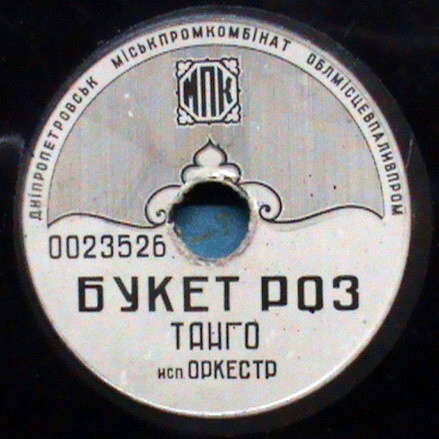 ДНІПРОПЕТРОВСЬК МІСЬКПРОМКОМБІНАТ ОБЛМІСЦЕВПАЛИВПРОМ
МПК
0023526
БУКЕТ РОЗ
ТАНГО
исп. ОРКЕСТР